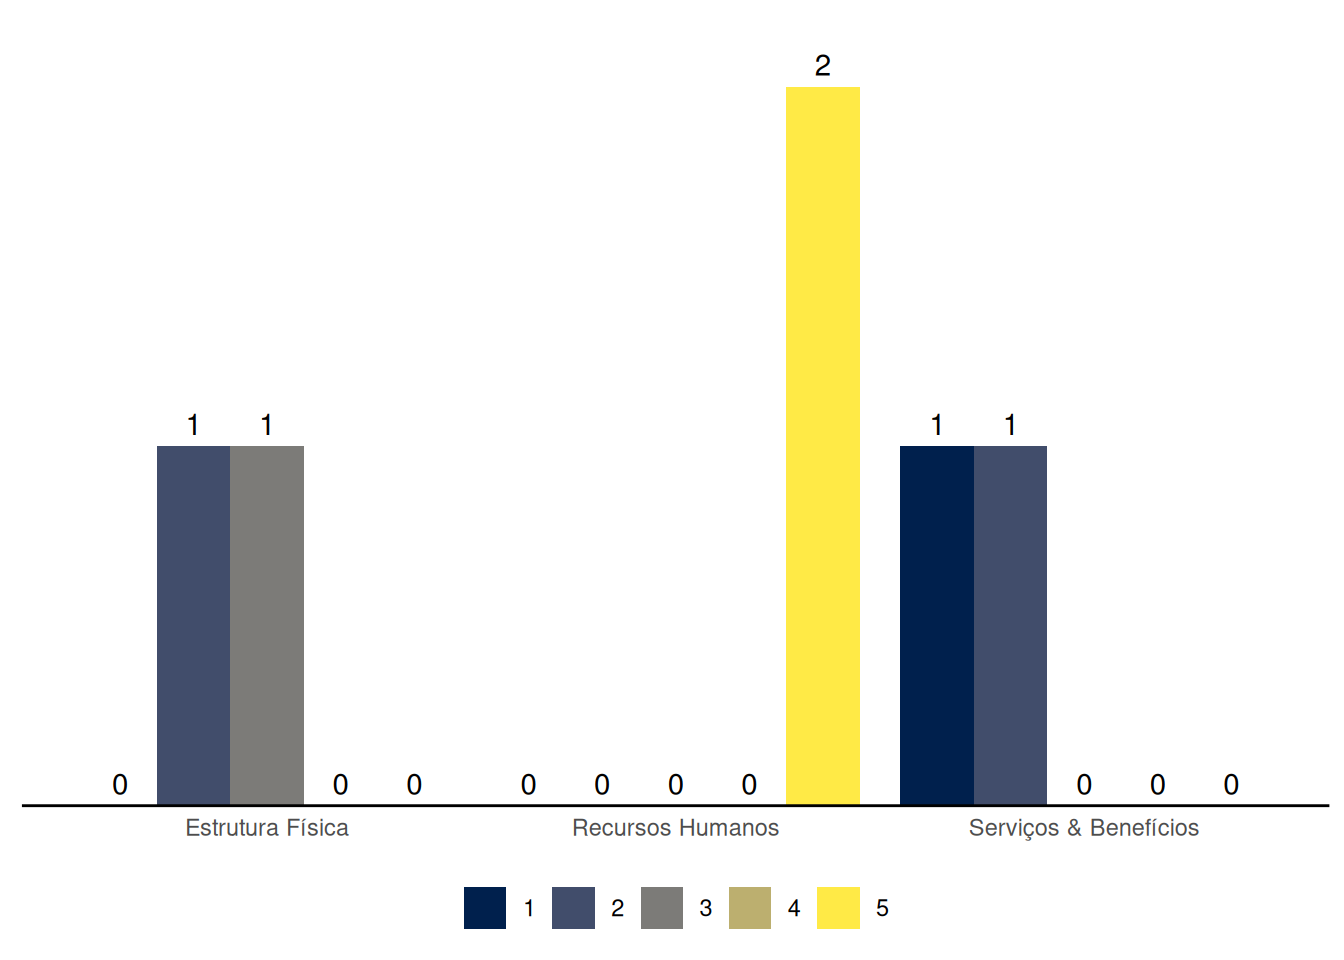 2
1 1 1 1
0 0 0 0 0 0 0 0 0 0
Estrutura Física Recursos Humanos Serviços & Benefícios
1 2 3 4 5